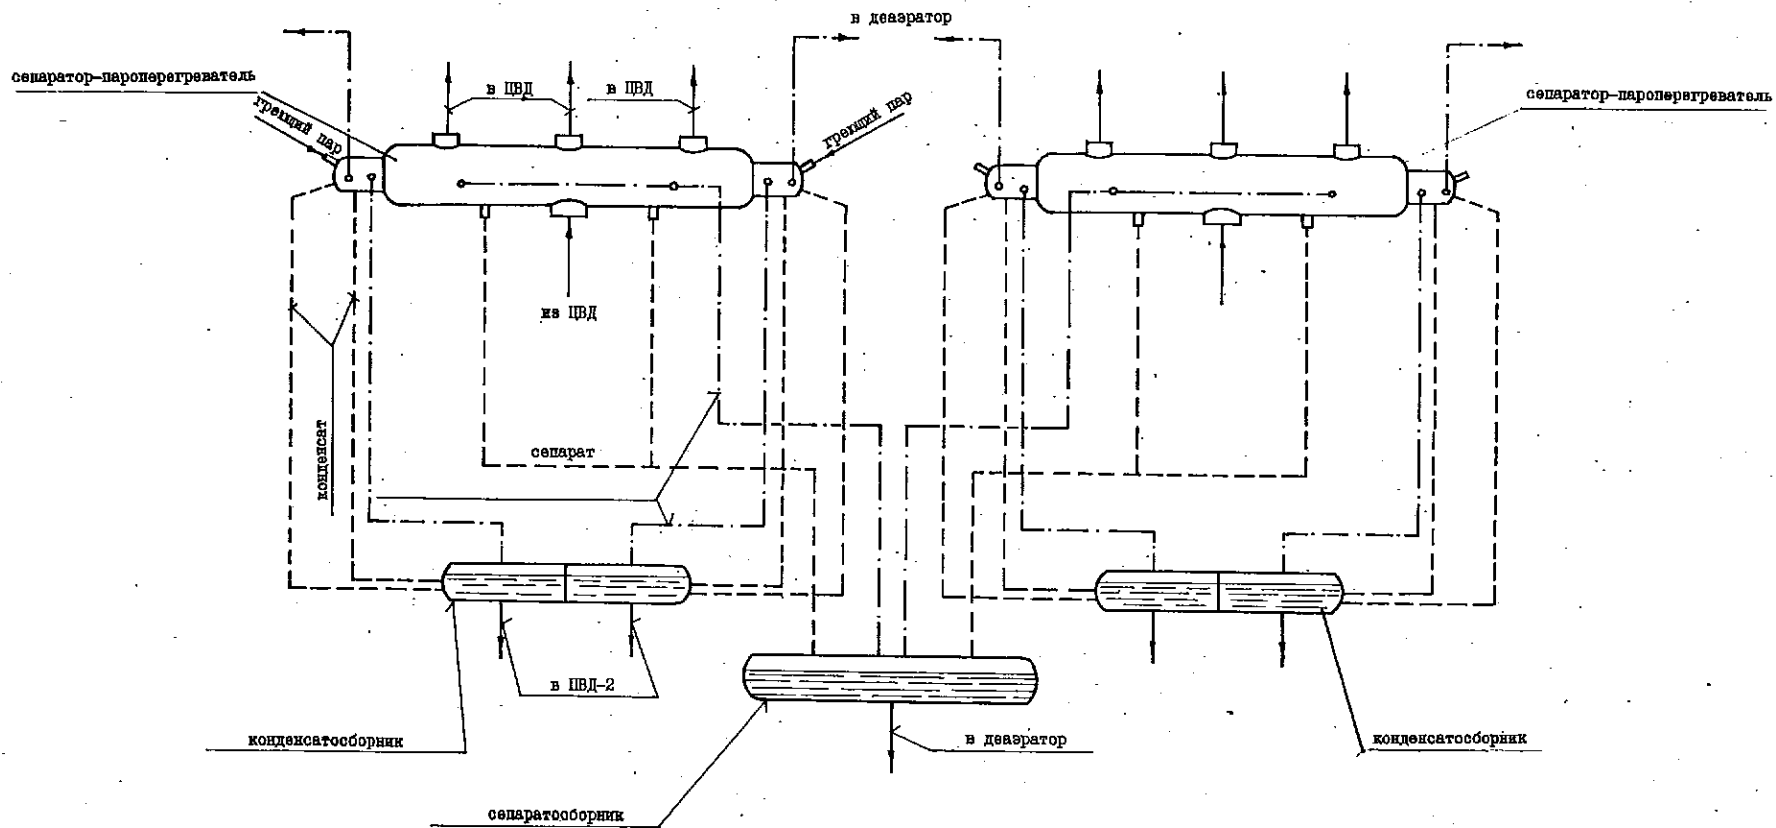 в деаэратор
сепаратор-пароперегреватель
в ЦВД
в ЦВД
сепаратор-пароперегреватель
греющий пар
греющий пар
из ЦВД
конденсат
сепарат
в ПВД-2
конденсатосборник
в деаэратор
конденсатосборник
сепаратосборник